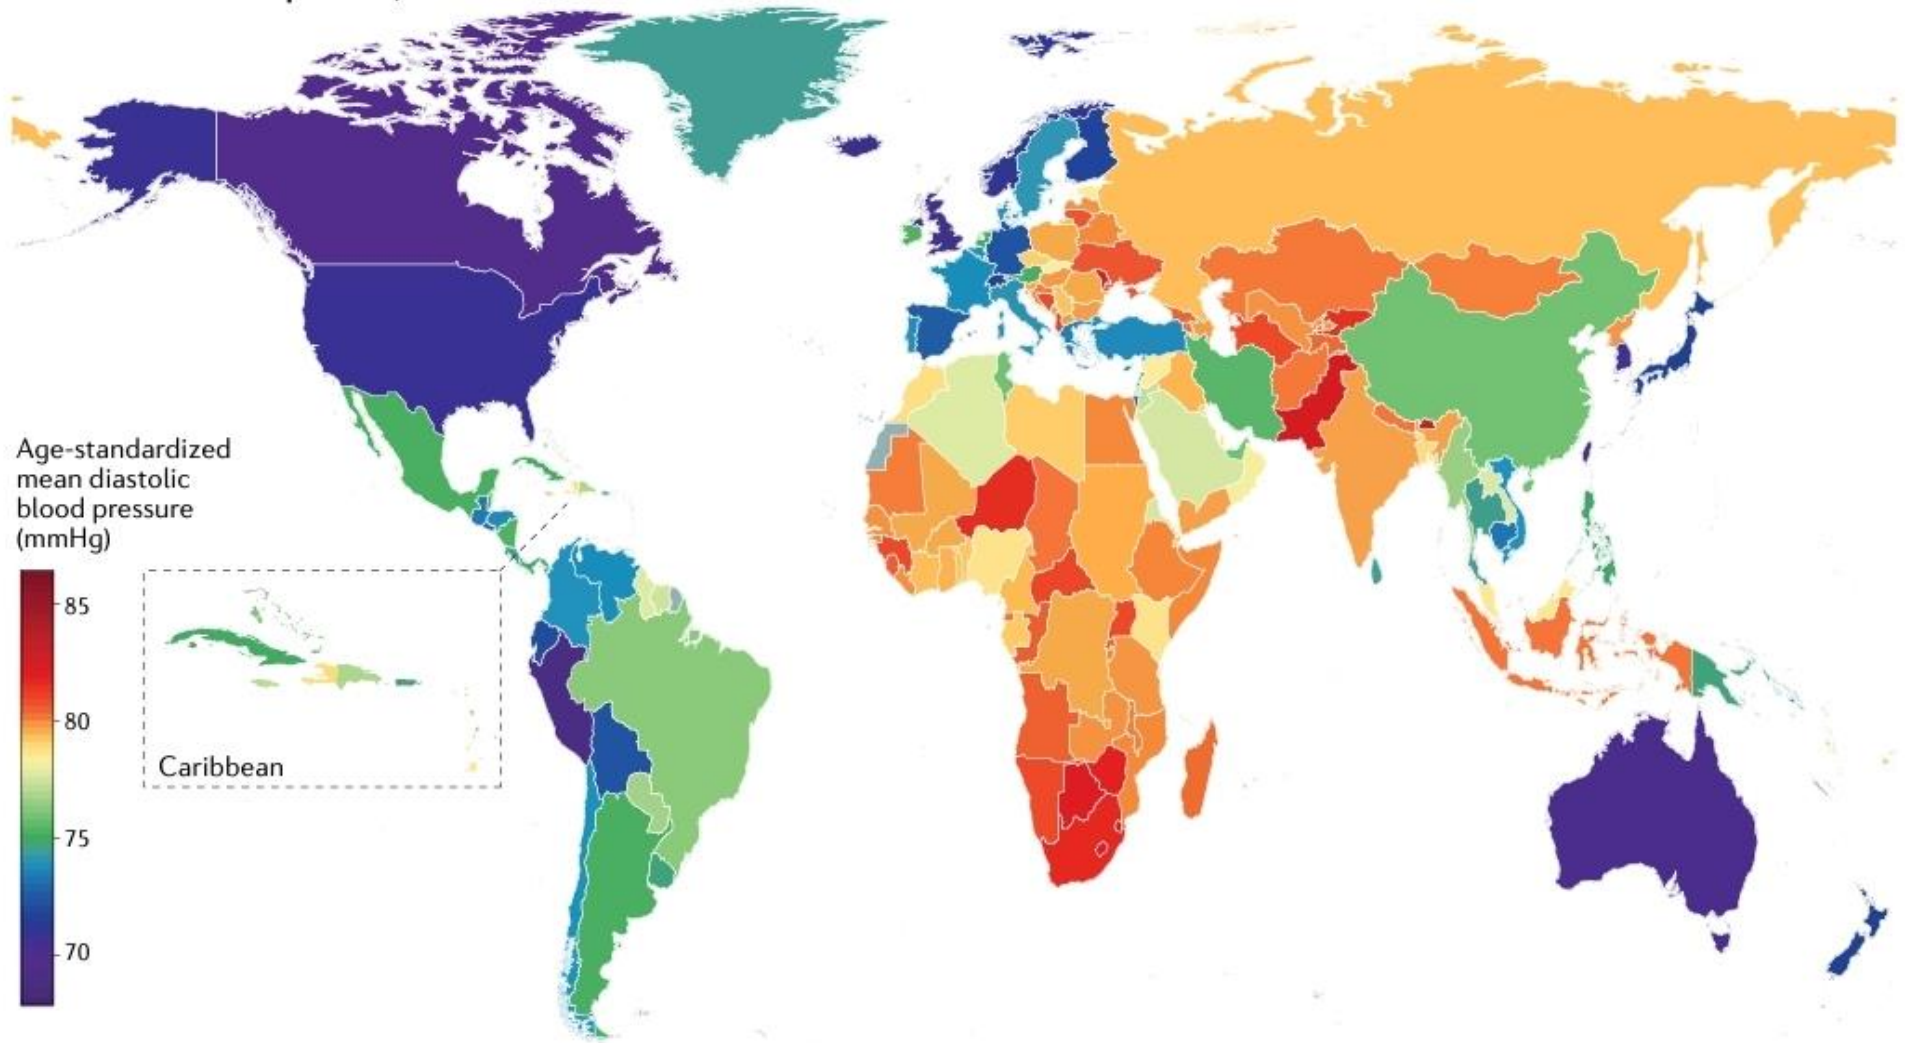 Age-standardized
mean diastolic
blood pressure
(mmHg)
85
80
75
70
Caribbean